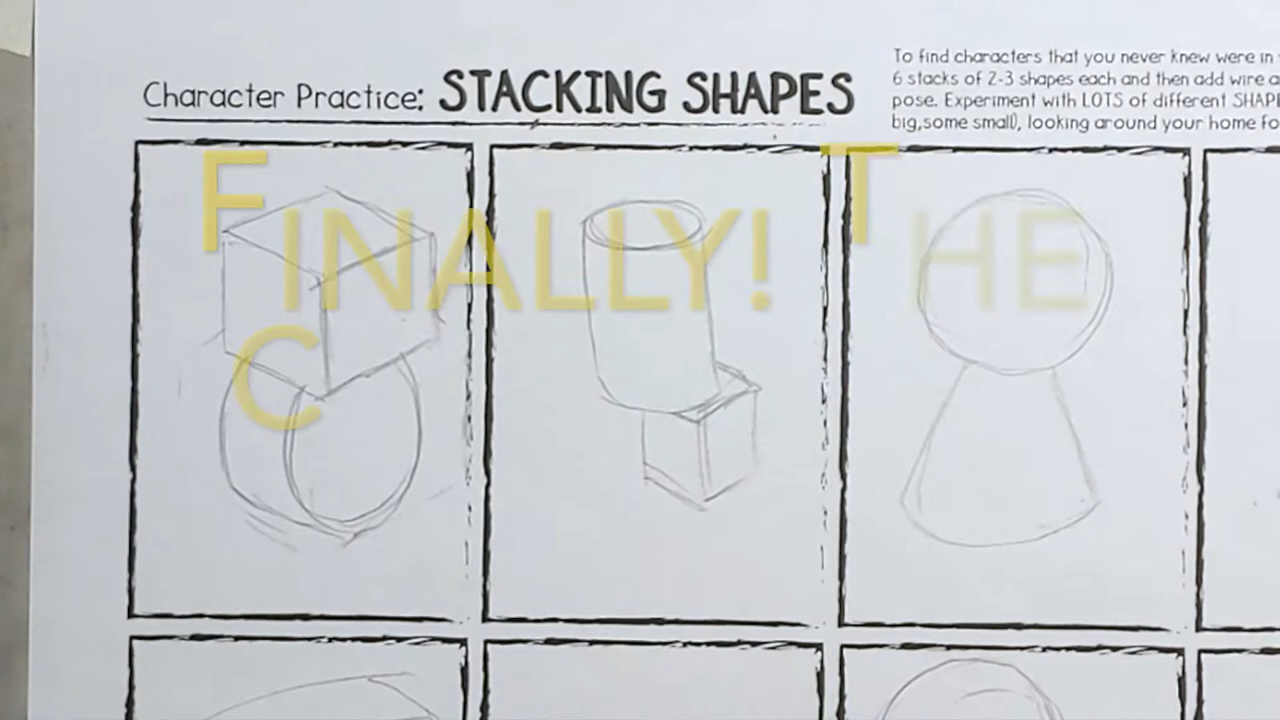 Character Practice: STACKING SHAPES
To find characters that you never knew were in
6 stacks of 2-3 shapes each and then add wire a
pose. Experiment with LOTS of different SHAP
big,some small), looking around your home fo
FINALLY! THE
C